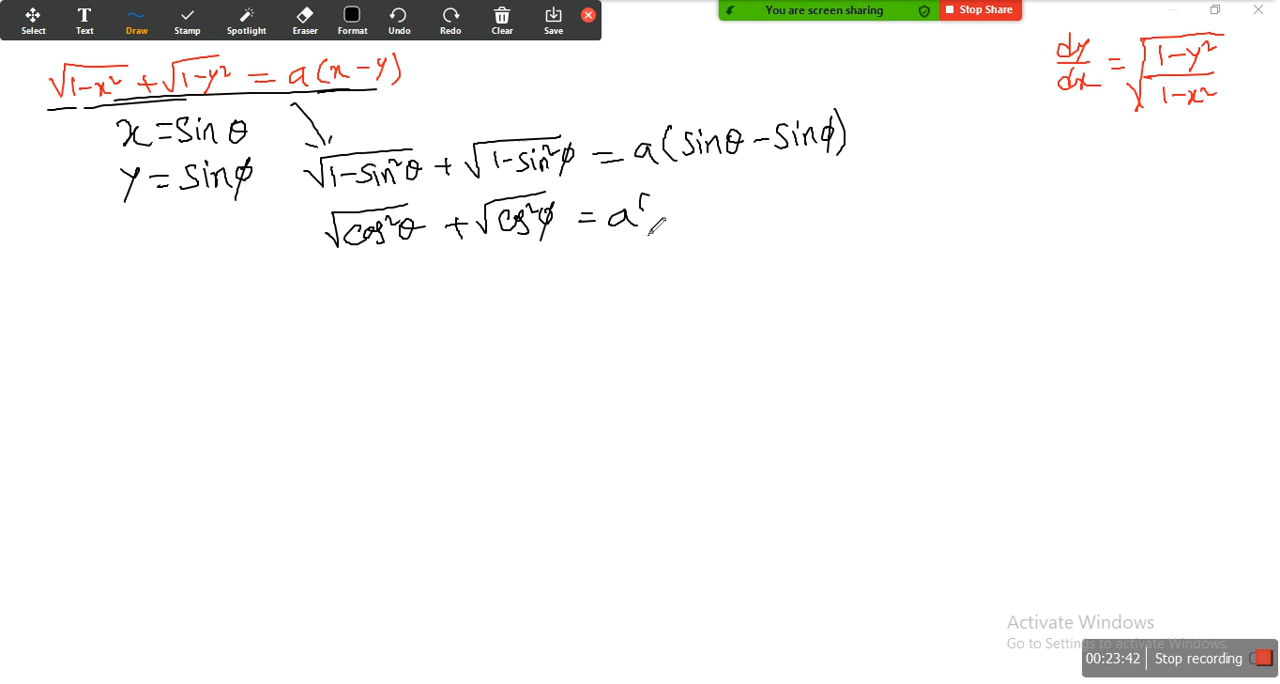 Select Text Draw Stamp Spotlight Eraser Format Undo Redo Clear Save
You are screen sharing Stop Share
√1-x² + √1-y² = a(x-y)
dy/dx = √(1-y²/1-x²)
x = sin θ
y = sin φ
√1-sin²θ + √1-sin²φ = a(sinθ - sinφ)
√cos²θ + √cos²φ = a(
Activate Windows
Go to Settings to activate Windows.
00:23:42 Stop recording